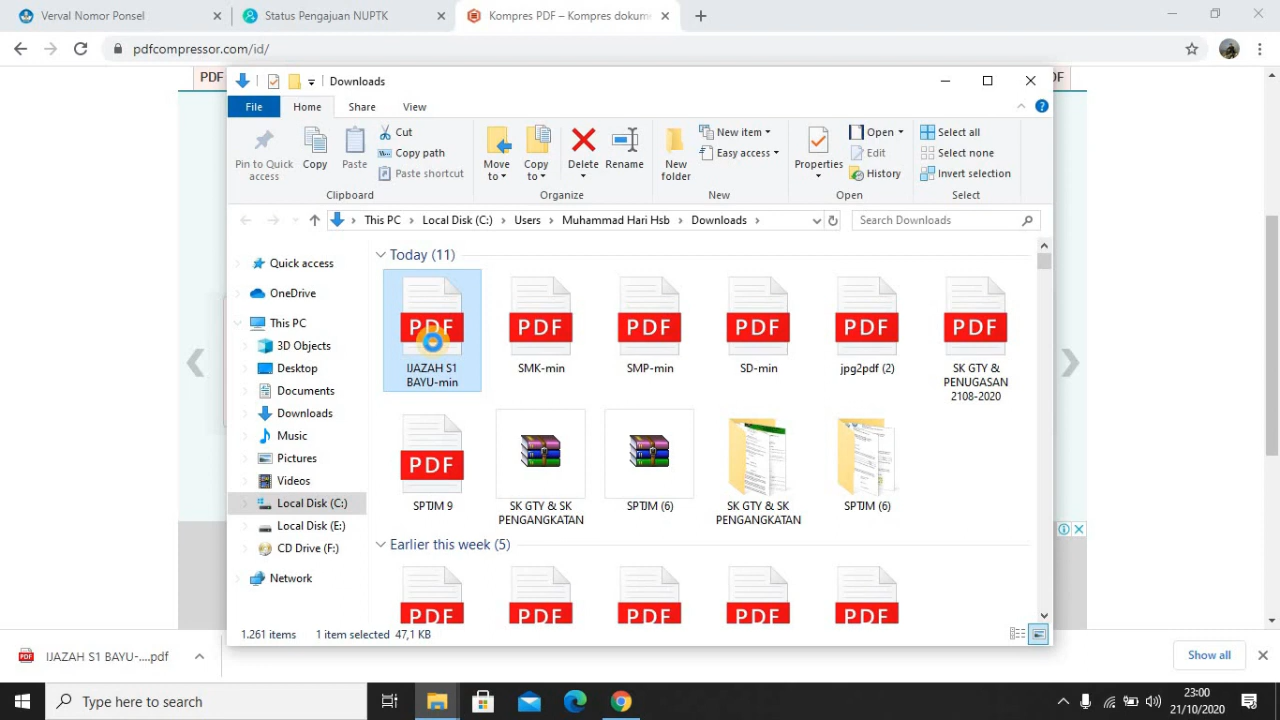 Verval Nomor Ponsel
Status Pengajuan NUPTK
Kompres PDF – Kompres dokume
pdfcompressor.com/id/
PDF
Downloads
File
Home
Share
View
Pin to Quick access
Copy
Paste
Cut
Copy path
Paste shortcut
Move to
Copy to
Delete
Rename
New folder
New item
Easy access
Properties
Open
Edit
History
Select all
Select none
Invert selection
Clipboard
Organize
New
Open
Select
This PC
Local Disk (C:)
Users
Muhammad Hari Hsb
Downloads
Search Downloads
Quick access
OneDrive
This PC
3D Objects
Desktop
Documents
Downloads
Music
Pictures
Videos
Local Disk (C:)
Local Disk (E:)
CD Drive (F:)
Network
Today (11)
PDF
PDF
PDF
PDF
PDF
PDF
IJAZAH S1
BAYU-min
SMK-min
SMP-min
SD-min
jpg2pdf (2)
SK GTY &
PENUGASAN
2108-2020
PDF
SPTJM 9
SK GTY & SK
PENGANGKATAN
SPTJM (6)
SK GTY & SK
PENGANGKATAN
SPTJM (6)
Earlier this week (5)
PDF
PDF
PDF
PDF
PDF
1.261 items
1 item selected
47,1 KB
IJAZAH S1 BAYU-....pdf
Show all
Type here to search
23:00
21/10/2020